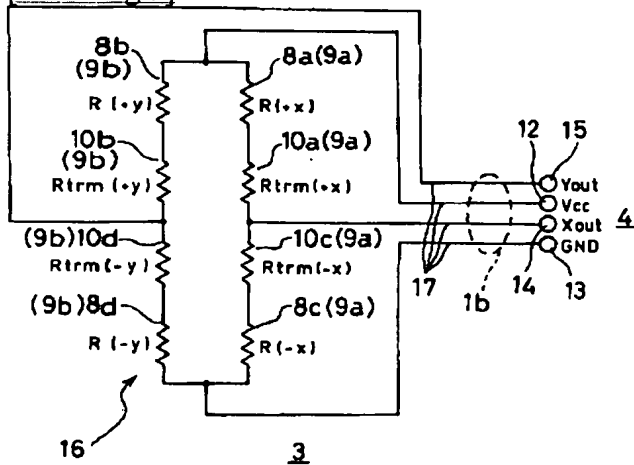 8b
(9b)
8a(9a)
R (+y)
R(+x)
10b
(9b)
10a(9a)
12
15
Rtrm (+y)
Rtrm(+x)
Yout
Vcc
4
Xout
(9b)10d
10c(9a)
GND
Rtrm(-y)
Rtrm(-x)
17
1b
14
13
(9b)8d
8c(9a)
R (-y)
R(-x)
16
3